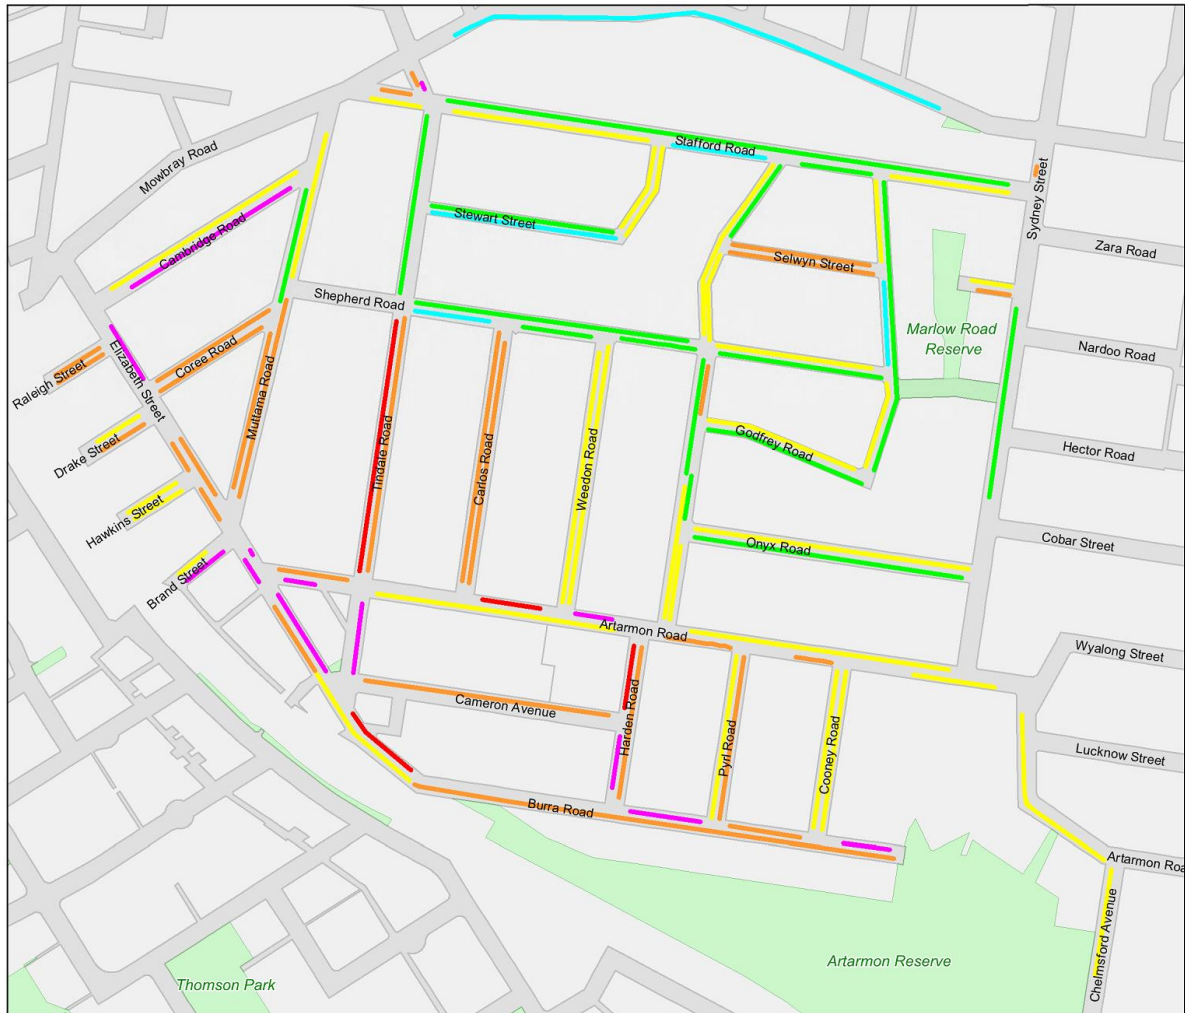 Stafford Road
Mowbray Road
Sydney Street
Stewart Street
Cambridge Road
Zara Road
Selwyn Street
Shepherd Road
Marlow Road
Reserve
Nardoo Road
Coree Road
Elizabeth Street
Raleigh Street
Muttama Road
Drake Street
Tindale Road
Carlos Road
Weedon Road
Godfrey Road
Hector Road
Hawkins Street
Onyx Road
Cobar Street
Brand Street
Artarmon Road
Wyalong Street
Cameron Avenue
Harden Road
Pyrl Road
Cooney Road
Lucknow Street
Burra Road
Artarmon Roa
Chelmsford Avenue
Artarmon Reserve
Thomson Park